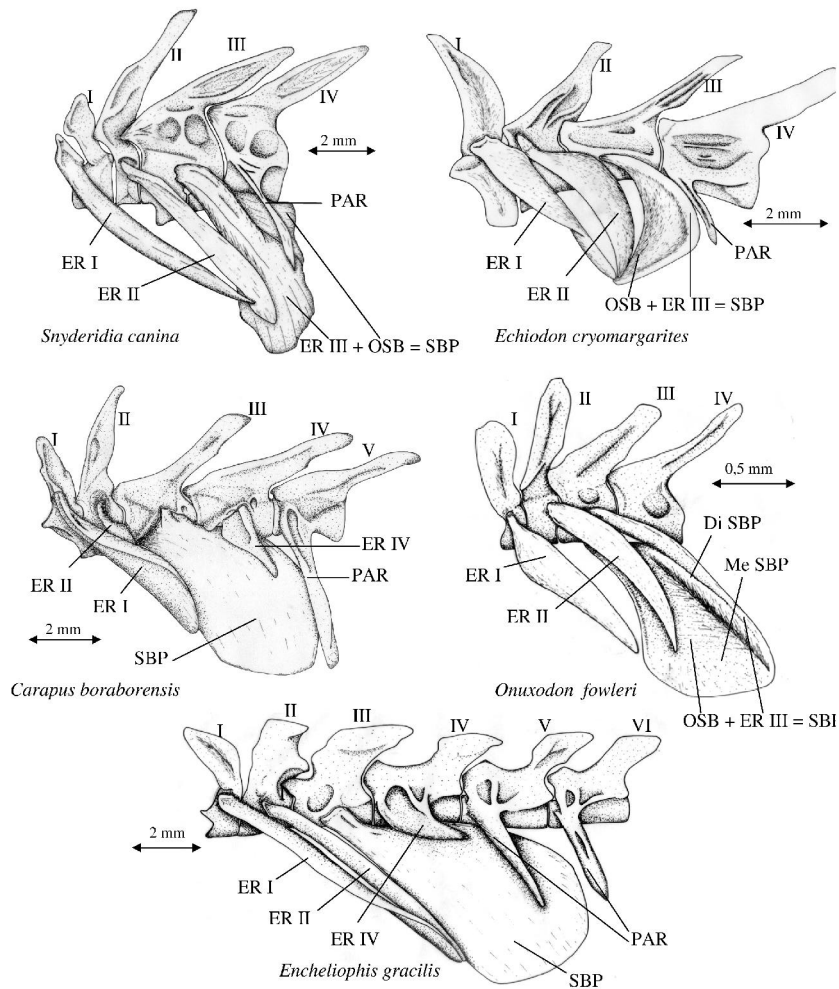 I
II
III
IV
2 mm
PAR
ER I
ER II
ER III + OSB = SBP
Snyderidia canina
I
II
III
IV
2 mm
PAR
ER I
ER II
OSB + ER III = SBP
Echiodon cryomargarites
I
II
III
IV
V
ER IV
PAR
ER II
ER I
2 mm
SBP
Carapus boraborensis
I
II
III
IV
0,5 mm
Di SBP
Me SBP
ER I
ER II
OSB + ER III = SBI
Onuxodon fowleri
I
II
III
IV
V
VI
2 mm
ER I
ER II
ER IV
PAR
SBP
Encheliophis gracilis